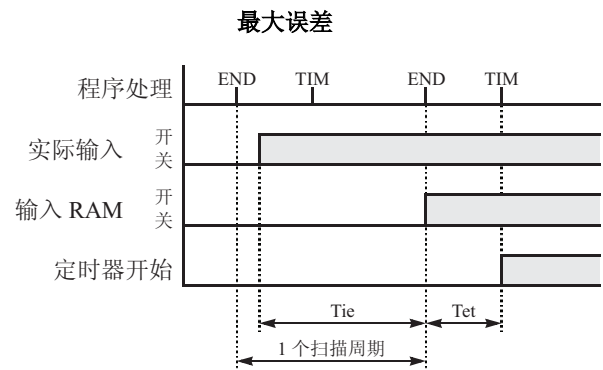 最大误差
程序处理 END TIM END TIM
实际输入 开 关
输入 RAM 开 关
定时器开始
Tie Tet
1 个扫描周期